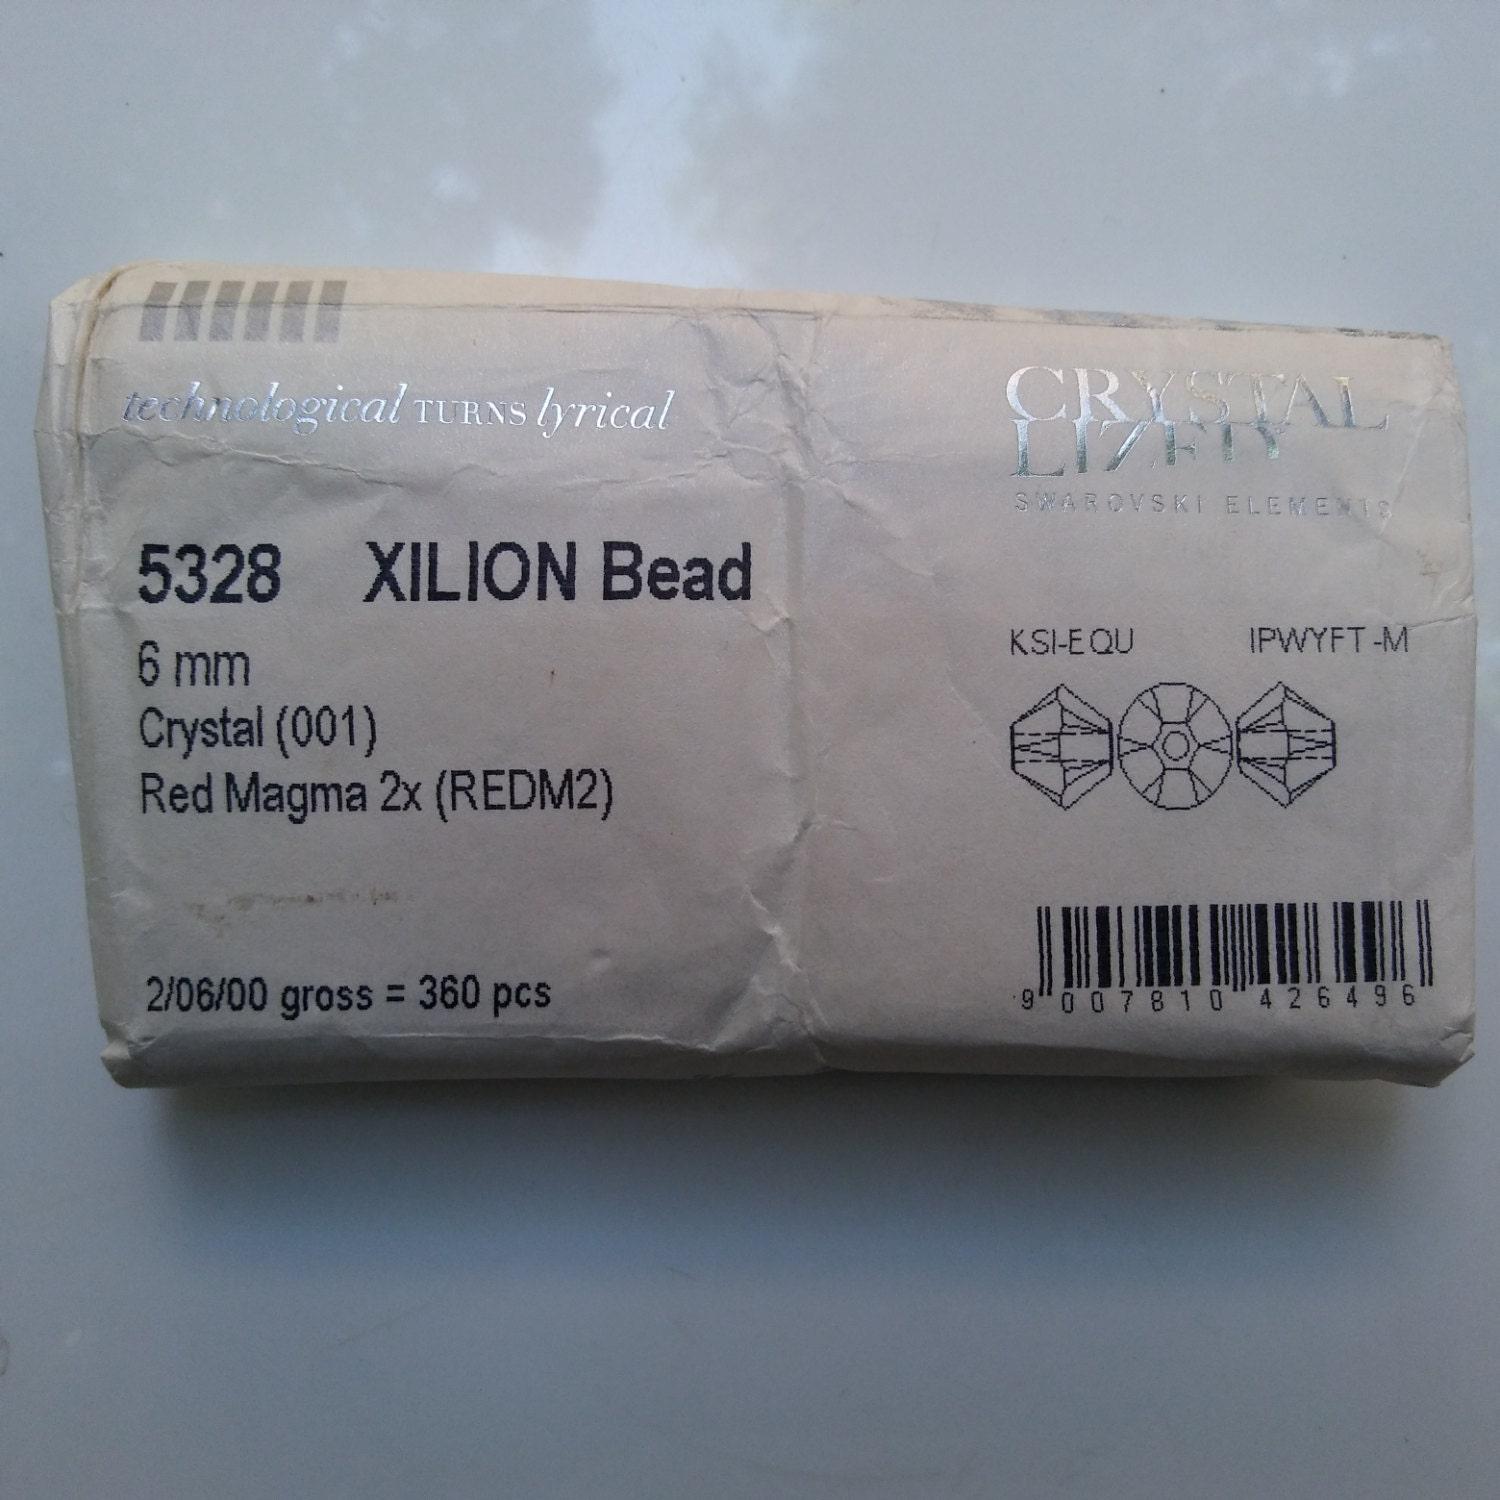 technological TURNS lyrical
CRYSTAL
LIZED
SWAROVSKI ELEMENTS
5328 XILION Bead
6 mm
Crystal (001)
Red Magma 2x (REDM2)
KSI-EQU IPWYFT-M
2/06/00 gross = 360 pcs
9 007810 426496